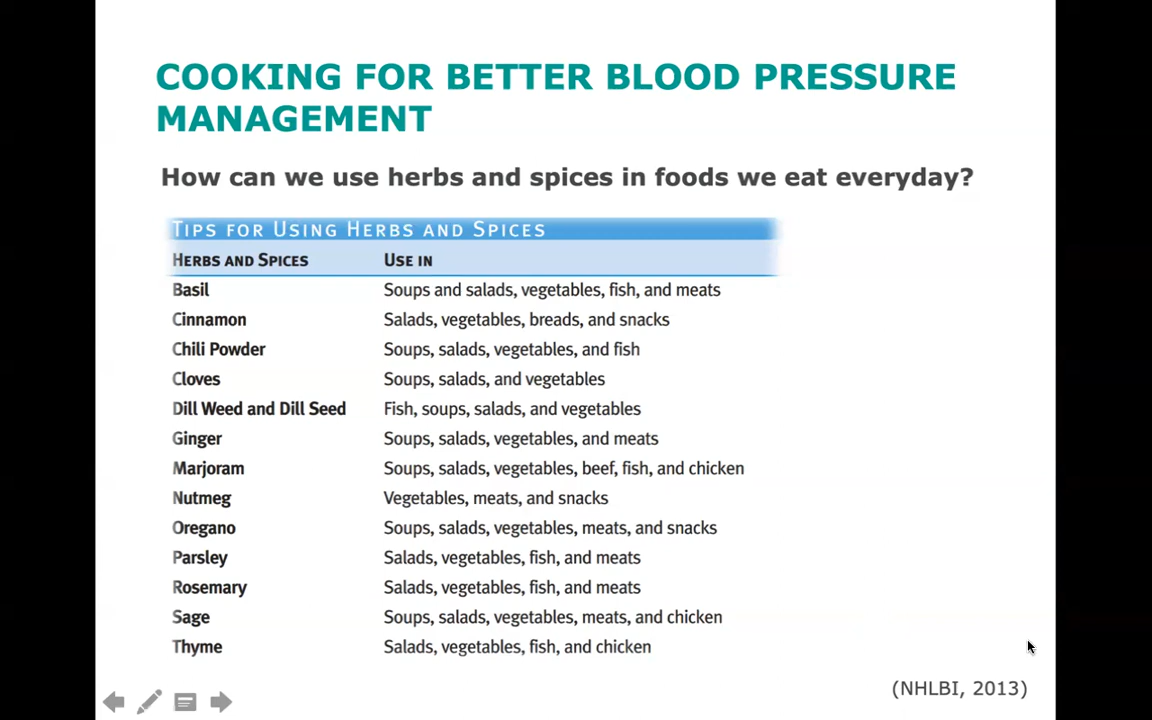 COOKING FOR BETTER BLOOD PRESSURE
MANAGEMENT
How can we use herbs and spices in foods we eat everyday?
TIPS FOR USING HERBS AND SPICES
HERBS AND SPICES USE IN
Basil Soups and salads, vegetables, fish, and meats
Cinnamon Salads, vegetables, breads, and snacks
Chili Powder Soups, salads, vegetables, and fish
Cloves Soups, salads, and vegetables
Dill Weed and Dill Seed Fish, soups, salads, and vegetables
Ginger Soups, salads, vegetables, and meats
Marjoram Soups, salads, vegetables, beef, fish, and chicken
Nutmeg Vegetables, meats, and snacks
Oregano Soups, salads, vegetables, meats, and snacks
Parsley Salads, vegetables, fish, and meats
Rosemary Salads, vegetables, fish, and meats
Sage Soups, salads, vegetables, meats, and chicken
Thyme Salads, vegetables, fish, and chicken
(NHLBI, 2013)